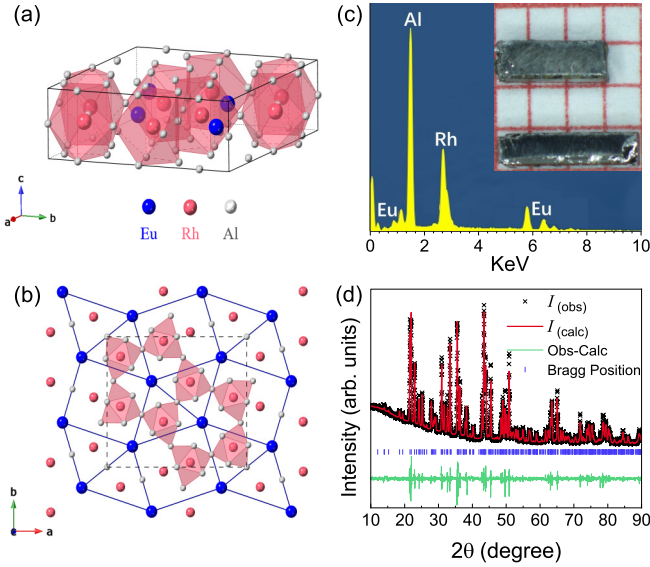 (a)
c
a
b
Eu
Rh
Al
(b)
b
a
(c)
Al
Rh
Eu
Eu
0
2
4
6
8
10
KeV
(d)
I (obs)
I (calc)
Obs-Calc
Bragg Position
Intensity (arb. units)
10 20 30 40 50 60 70 80 90
2θ (degree)